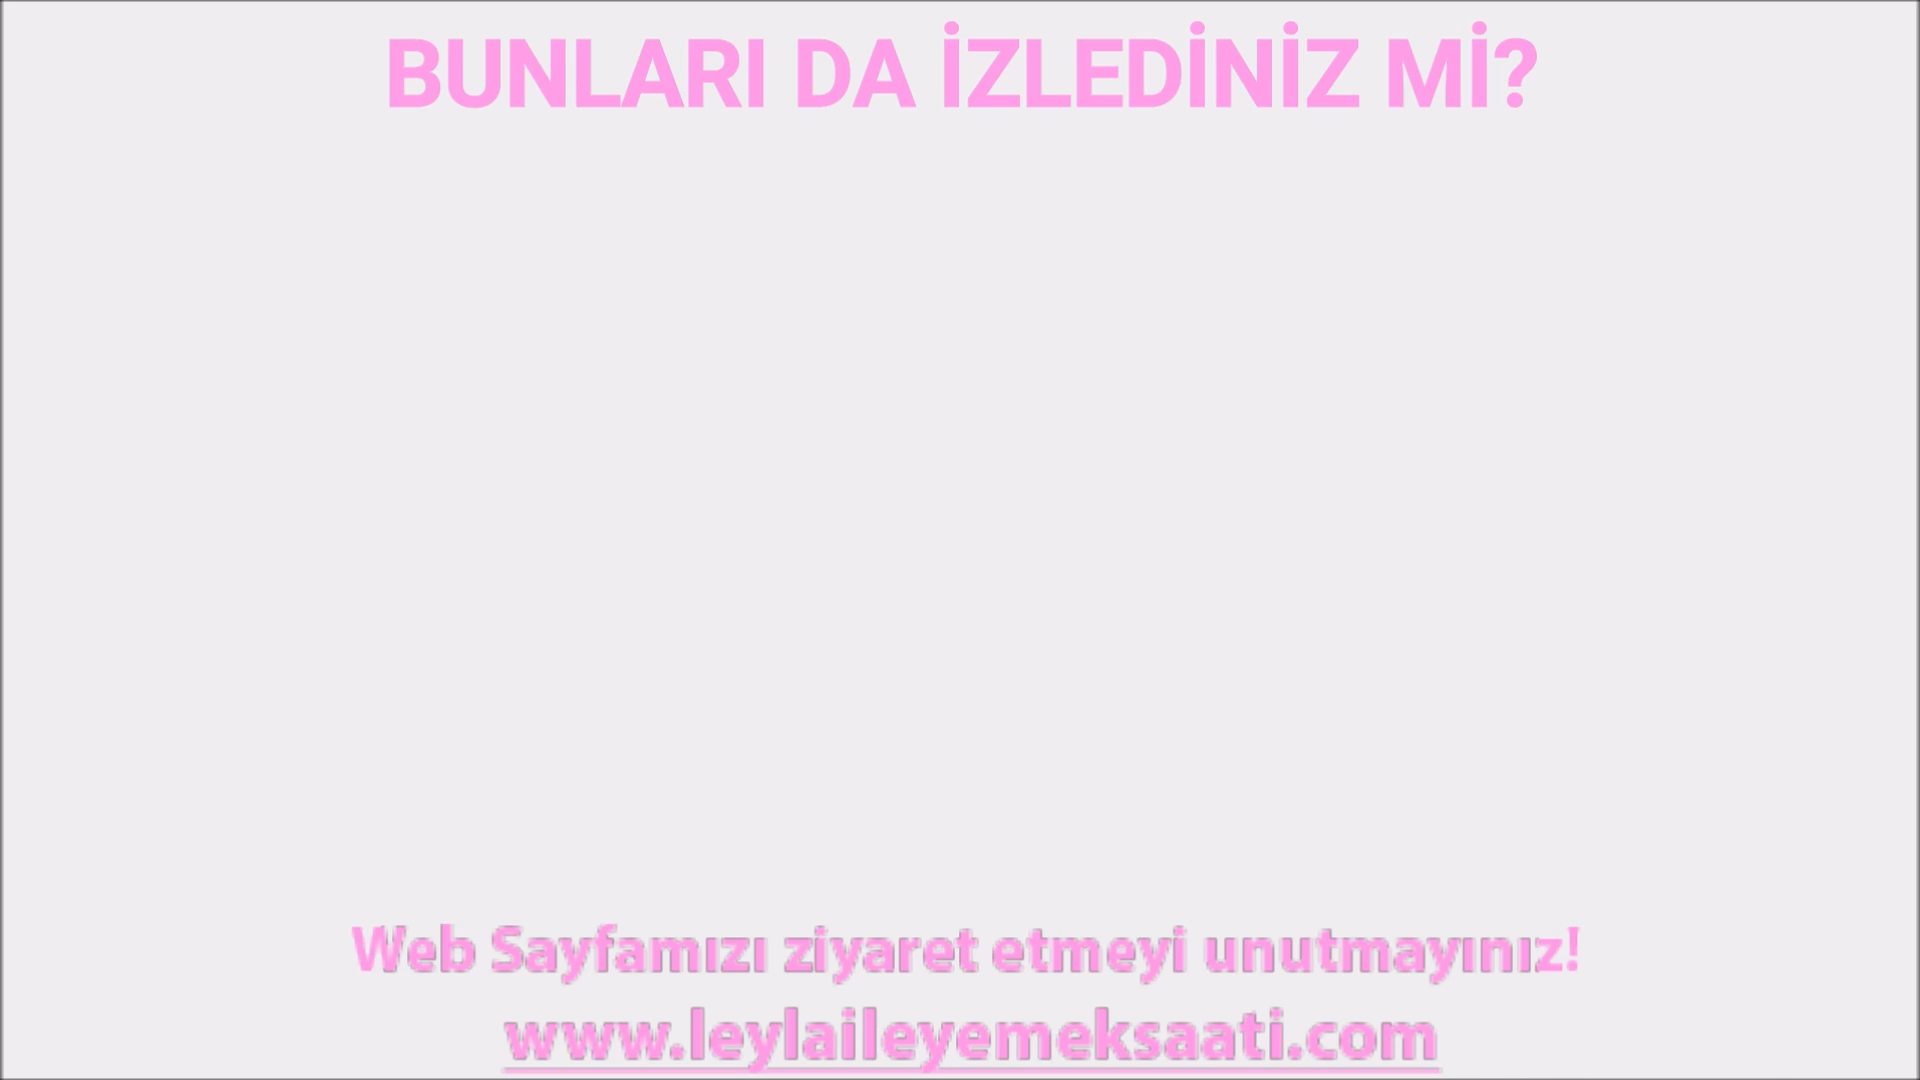 BUNLARI DA İZLEDİNİZ Mİ?
Web Sayfamızı ziyaret etmeyi unutmayınız!
www.leylaileyemeksaati.com